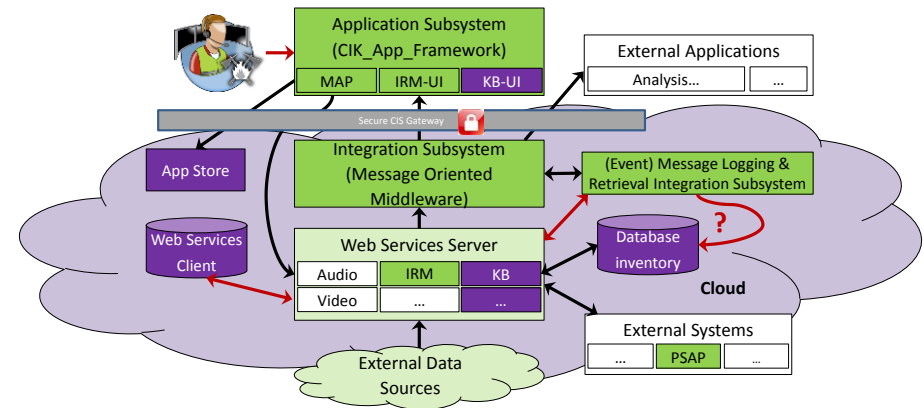 Application Subsystem
(CIK_App_Framework)
MAP
IRM-UI
KB-UI
External Applications
Analysis...
...
Secure CIS Gateway
App Store
Integration Subsystem
(Message Oriented
Middleware)
(Event) Message Logging &
Retrieval Integration Subsystem
?
Web Services
Client
Web Services Server
Audio
IRM
KB
Video
...
...
Database
inventory
Cloud
External Systems
...
PSAP
...
External Data
Sources